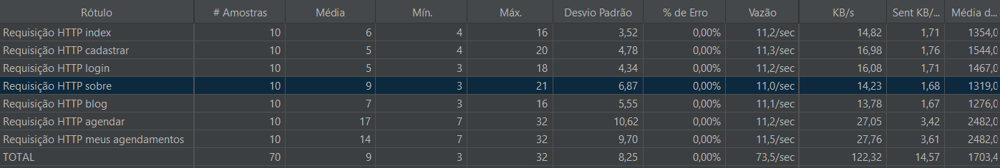 Rótulo # Amostras Média Mín. Máx. Desvio Padrão % de Erro Vazão KB/s Sent KB/... Média d...
Requisição HTTP index 10 6 4 16 3,52 0,00% 11,2/sec 14,82 1,71 1354,0
Requisição HTTP cadastrar 10 5 4 20 4,78 0,00% 11,3/sec 16,98 1,76 1544,0
Requisição HTTP login 10 5 3 18 4,34 0,00% 11,2/sec 16,08 1,71 1467,0
Requisição HTTP sobre 10 9 3 21 6,87 0,00% 11,0/sec 14,23 1,68 1319,0
Requisição HTTP blog 10 7 3 16 5,55 0,00% 11,1/sec 13,78 1,67 1276,0
Requisição HTTP agendar 10 17 7 32 10,62 0,00% 11,2/sec 27,05 3,42 2482,0
Requisição HTTP meus agendamentos 10 14 7 32 9,70 0,00% 11,5/sec 27,76 3,61 2482,0
TOTAL 70 9 3 32 8,25 0,00% 73,5/sec 122,32 14,57 1703,4